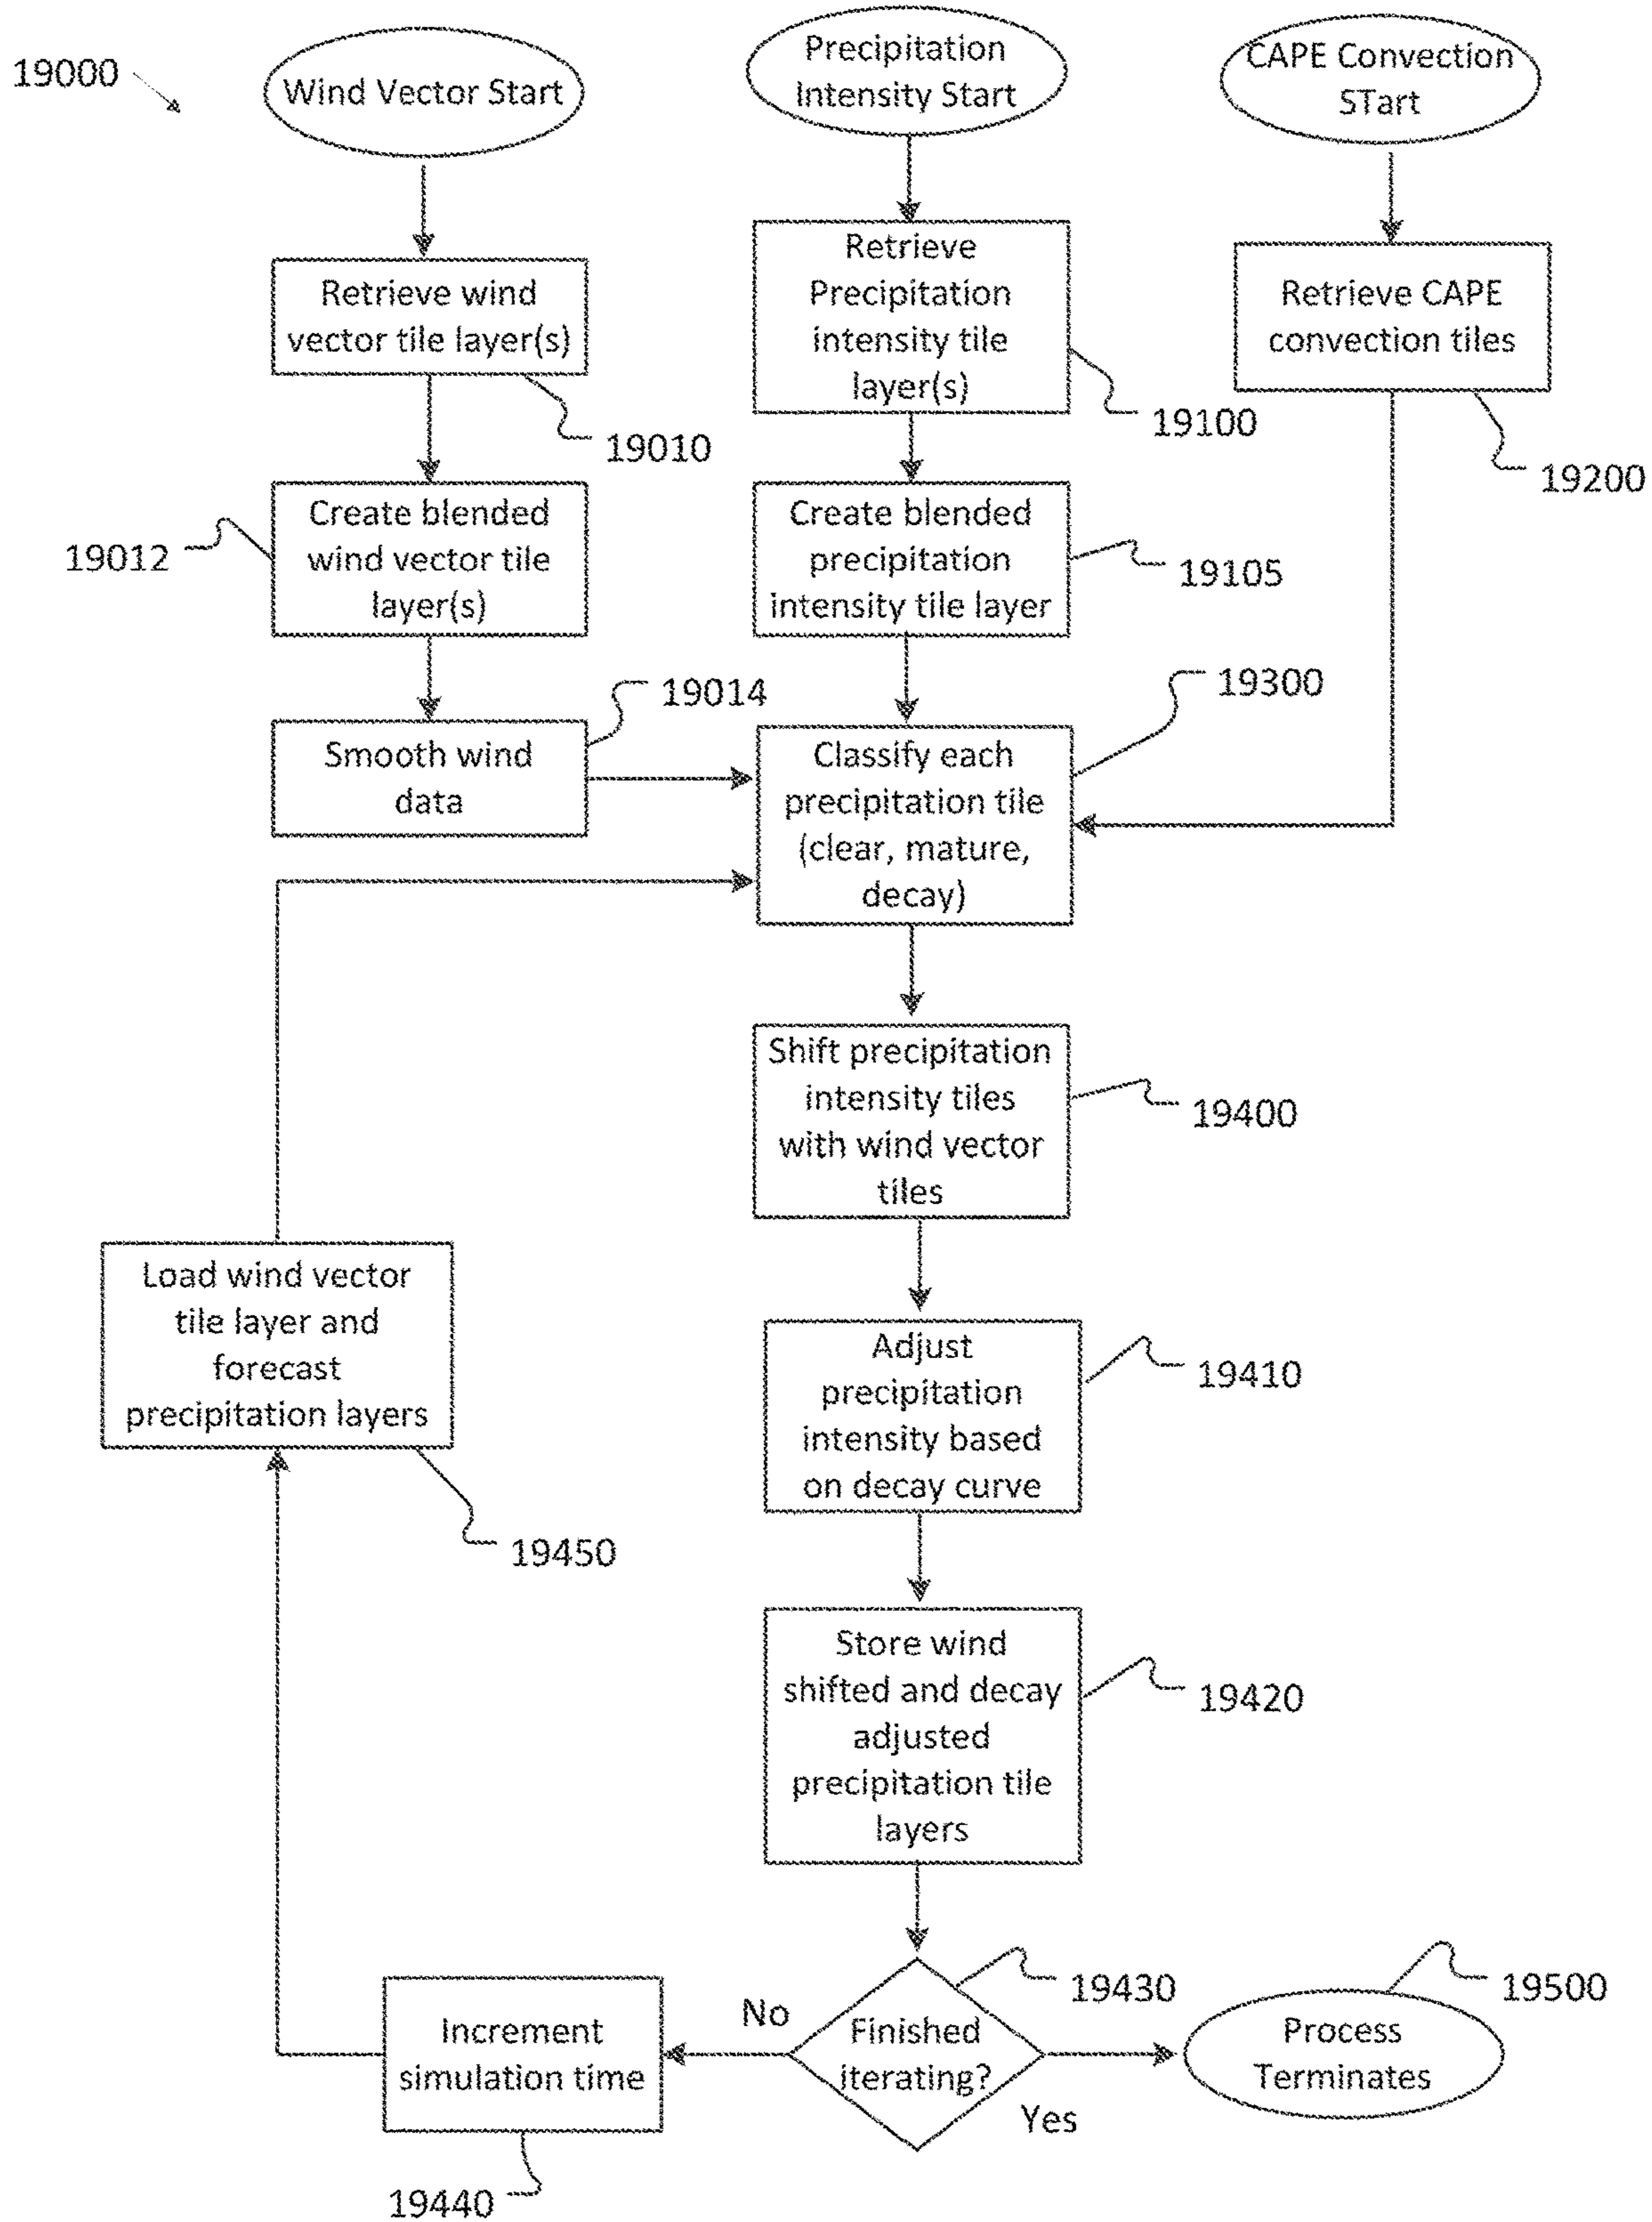 19000
Wind Vector Start
Precipitation
Intensity Start
CAPE Convection
STart
Retrieve wind
vector tile layer(s)
19010
Retrieve
Precipitation
intensity tile
layer(s)
19100
Retrieve CAPE
convection tiles
19200
Create blended
wind vector tile
layer(s)
19012
Create blended
precipitation
intensity tile layer
19105
Smooth wind
data
19014
Classify each
precipitation tile
(clear, mature,
decay)
19300
Shift precipitation
intensity tiles
with wind vector
tiles
19400
Load wind vector
tile layer and
forecast
precipitation layers
19450
Adjust
precipitation
intensity based
on decay curve
19410
Store wind
shifted and decay
adjusted
precipitation tile
layers
19420
Finished
iterating?
19430
No
Yes
Increment
simulation time
19440
Process
Terminates
19500